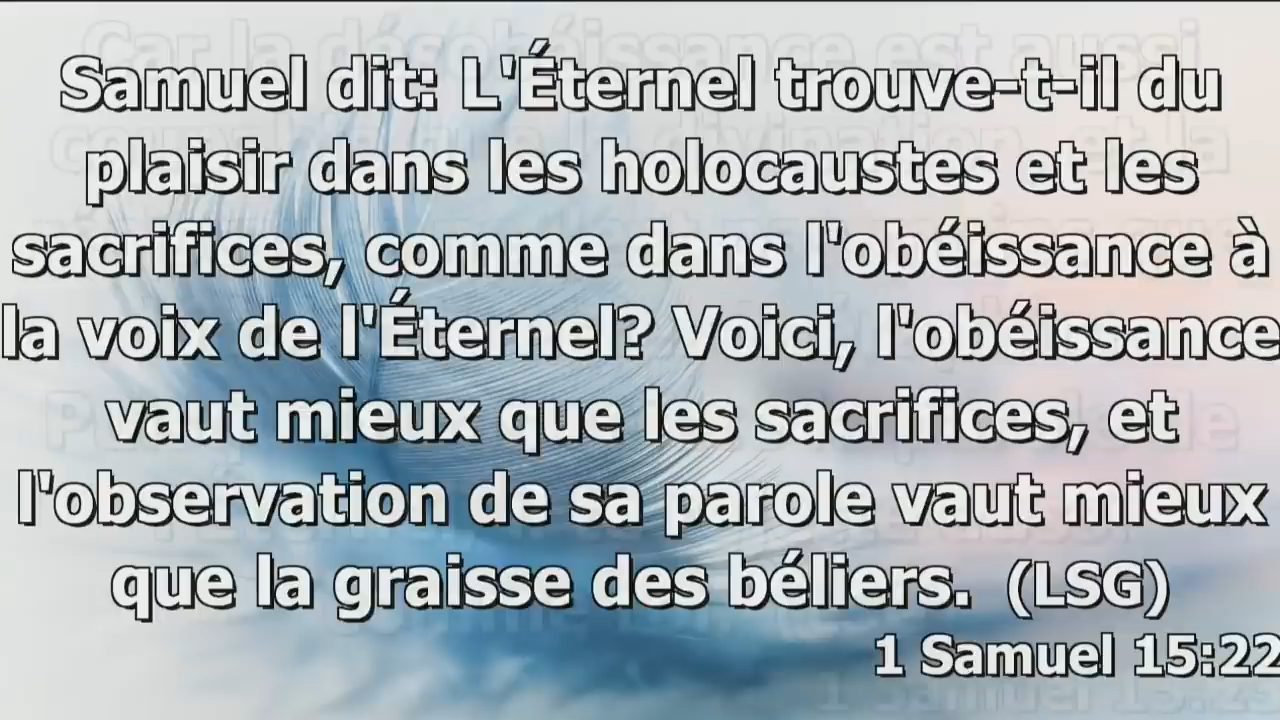 Samuel dit: L'Éternel trouve-t-il du
plaisir dans les holocaustes et les
sacrifices, comme dans l'obéissance à
la voix de l'Éternel? Voici, l'obéissance
vaut mieux que les sacrifices, et
l'observation de sa parole vaut mieux
que la graisse des béliers. (LSG)
1 Samuel 15:22